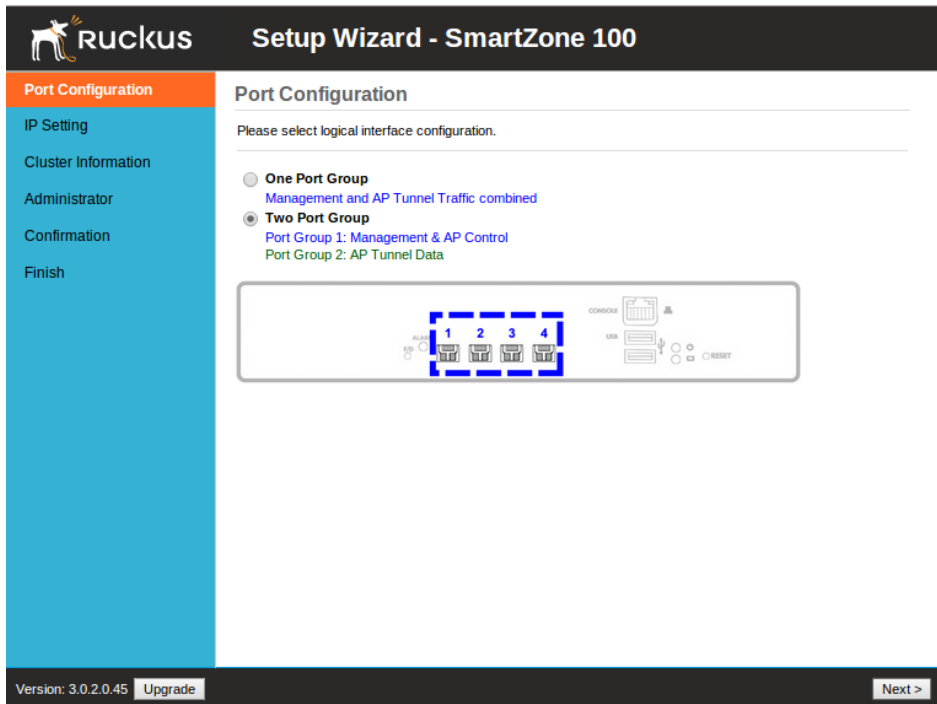 Ruckus
Setup Wizard - SmartZone 100
Port Configuration
IP Setting
Cluster Information
Administrator
Confirmation
Finish
Port Configuration
Please select logical interface configuration.
One Port Group
Management and AP Tunnel Traffic combined
Two Port Group
Port Group 1: Management & AP Control
Port Group 2: AP Tunnel Data
CONSOLE
1 2 3 4
USB
F/D
RESET
Version: 3.0.2.0.45 Upgrade
Next >